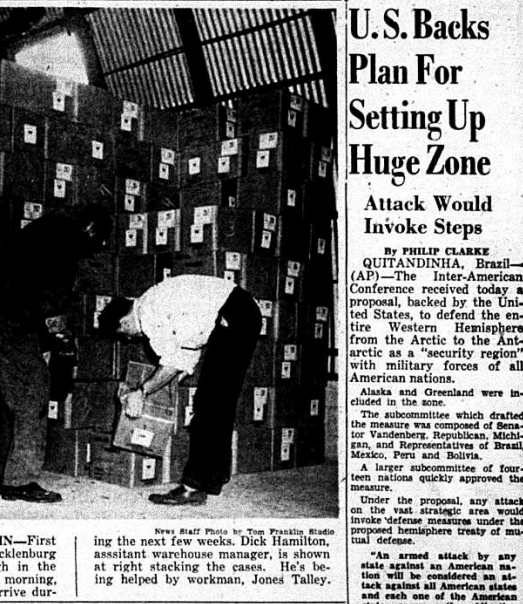 News Staff Photo by Tom Franklin Studio
IN—First
cklenburg
gh in the
morning,
rrive dur-
ing the next few weeks. Dick Hamilton,
asssitant warehouse manager, is shown
at right stacking the cases. He's be-
ing helped by workman, Jones Talley.
U. S. Backs
Plan For
Setting Up
Huge Zone
Attack Would
Invoke Steps
By PHILIP CLARKE
QUITANDINHA, Brazil—
(AP)—The Inter-American
Conference received today a
proposal, backed by the Uni-
ted States, to defend the en-
tire Western Hemisphere
from the Arctic to the Ant-
arctic as a "security region"
with military forces of all
American nations.
Alaska and Greenland were in-
cluded in the zone.
The subcommittee which drafted
the measure was composed of Sena-
tor Vandenberg, Republican, Michi-
gan, and Representatives of Brazil,
Mexico, Peru and Bolivia.
A larger subcommittee of four-
teen nations quickly approved the
measure.
Under the proposal, any attack
on the vast strategic area would
invoke defense measures under the
proposed hemisphere treaty of mu-
tual defense.
"An armed attack by any
state against an American na-
tion will be considered an at-
tack against all American states
and each one of the American